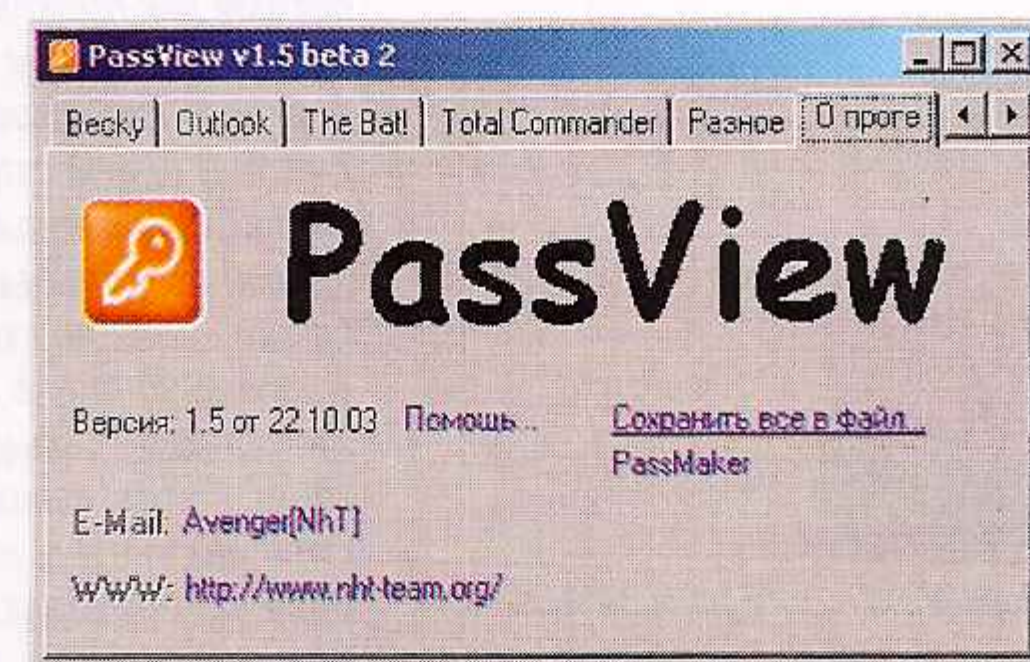 PassView v1.5 beta 2
Becky Outlook The Bat! Total Commander Разное О проге
PassView
Версия: 1.5 от 22.10.03 Помощь... Сохранить все в файл...
PassMaker
E-Mail: Avenger[NhT]
WWW: http://www.nht-team.org/